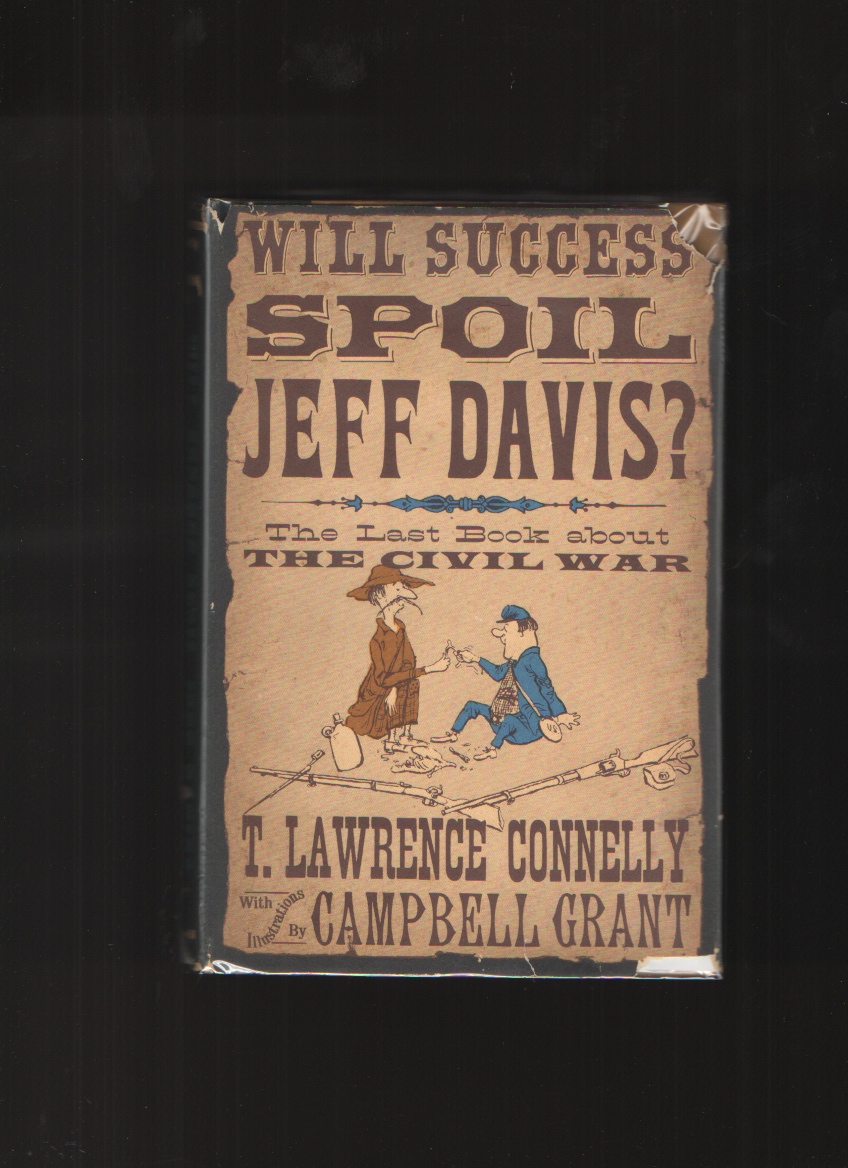 WILL SUCCESS
SPOIL
JEFF DAVIS?
The Last Book about
THE CIVIL WAR
T. LAWRENCE CONNELLY
With Illustrations By CAMPBELL GRANT